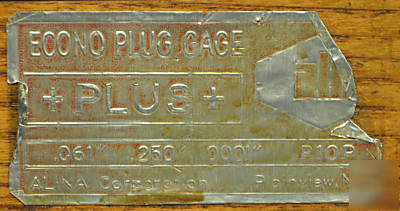 ECONO PLUG GAGE
+ PLUS +
.061" .250" .0001" P10P
ALINA Corporation Plainview, N